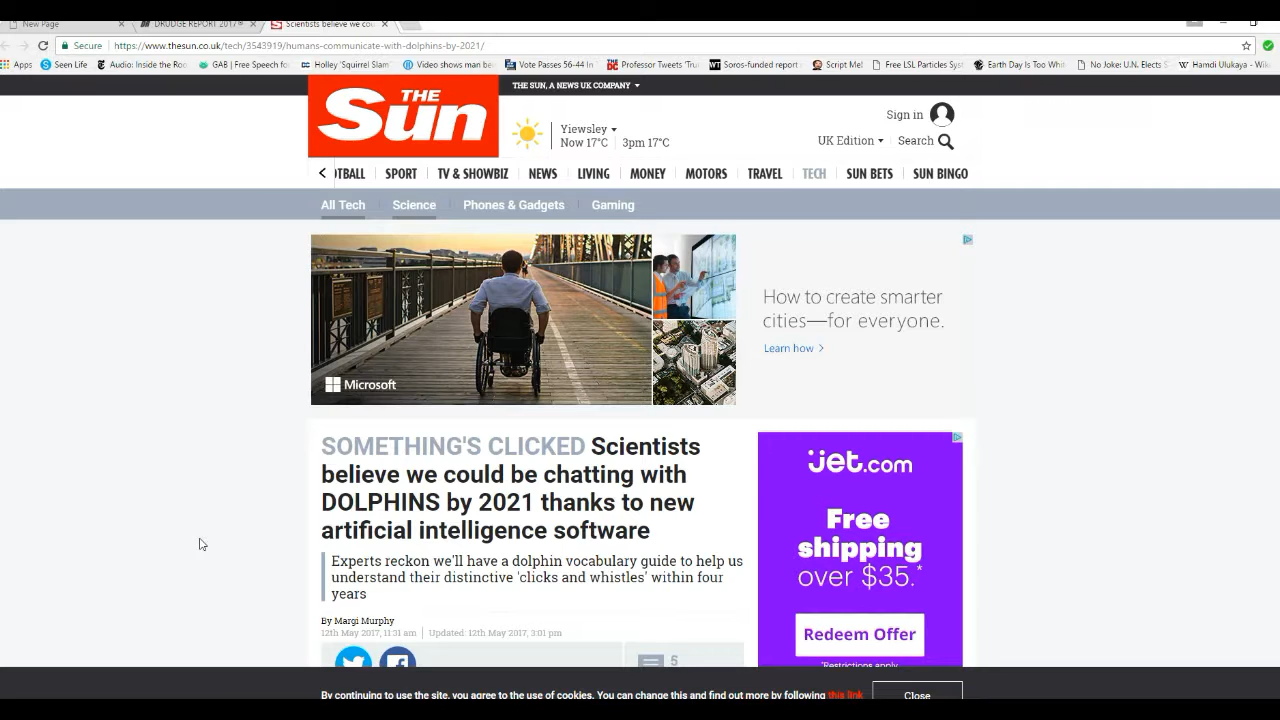 New Page
DRUDGE REPORT 2017®
Scientists believe we cou
Secure
https://www.thesun.co.uk/tech/3543919/humans-communicate-with-dolphins-by-2021/
Apps
Seen Life
Audio: Inside the Roo
GAB | Free Speech fo
Holley 'Squirrel Slam'
Video shows man bea
Vote Passes 56-44 In
Professor Tweets 'Tru
Soros-funded report
Script Me!
Free LSL Particles Sys
Earth Day Is Too Whit
No Joke: U.N. Elects S
Hamdi Ulukaya - Wik
THE SUN, A NEWS UK COMPANY
THE
Sun
Yiewsley
Now 17°C
3pm 17°C
Sign in
UK Edition
Search
OTBALL
SPORT
TV & SHOWBIZ
NEWS
LIVING
MONEY
MOTORS
TRAVEL
TECH
SUN BETS
SUN BINGO
All Tech
Science
Phones & Gadgets
Gaming
Microsoft
How to create smarter
cities—for everyone.
Learn how >
SOMETHING'S CLICKED Scientists
believe we could be chatting with
DOLPHINS by 2021 thanks to new
artificial intelligence software
Experts reckon we'll have a dolphin vocabulary guide to help us
understand their distinctive 'clicks and whistles' within four
years
By Margi Murphy
12th May 2017, 11:31 am
Updated: 12th May 2017, 3:01 pm
5
jet.com
Free
shipping
over $35.*
Redeem Offer
*Restrictions apply
By continuing to use the site, you agree to the use of cookies. You can change this and find out more by following this link
Close